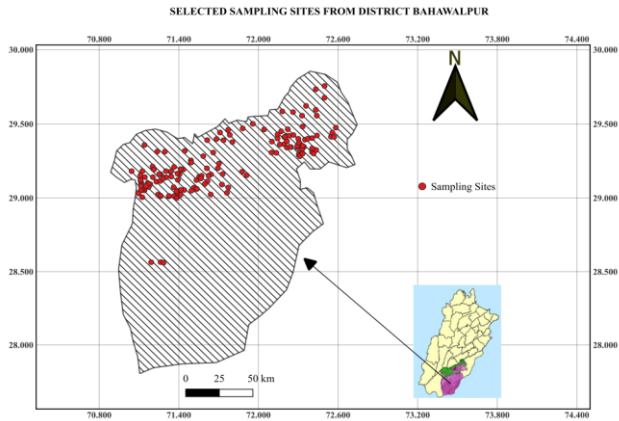 SELECTED SAMPLING SITES FROM DISTRICT BAHAWALPUR
70.800 71.400 72.000 72.600 73.200 73.800 74.400
30.000 30.000
N
29.500 29.500
Sampling Sites
29.000 29.000
28.500 28.500
28.000 28.000
0 25 50 km
70.800 71.400 72.000 72.600 73.200 73.800 74.400